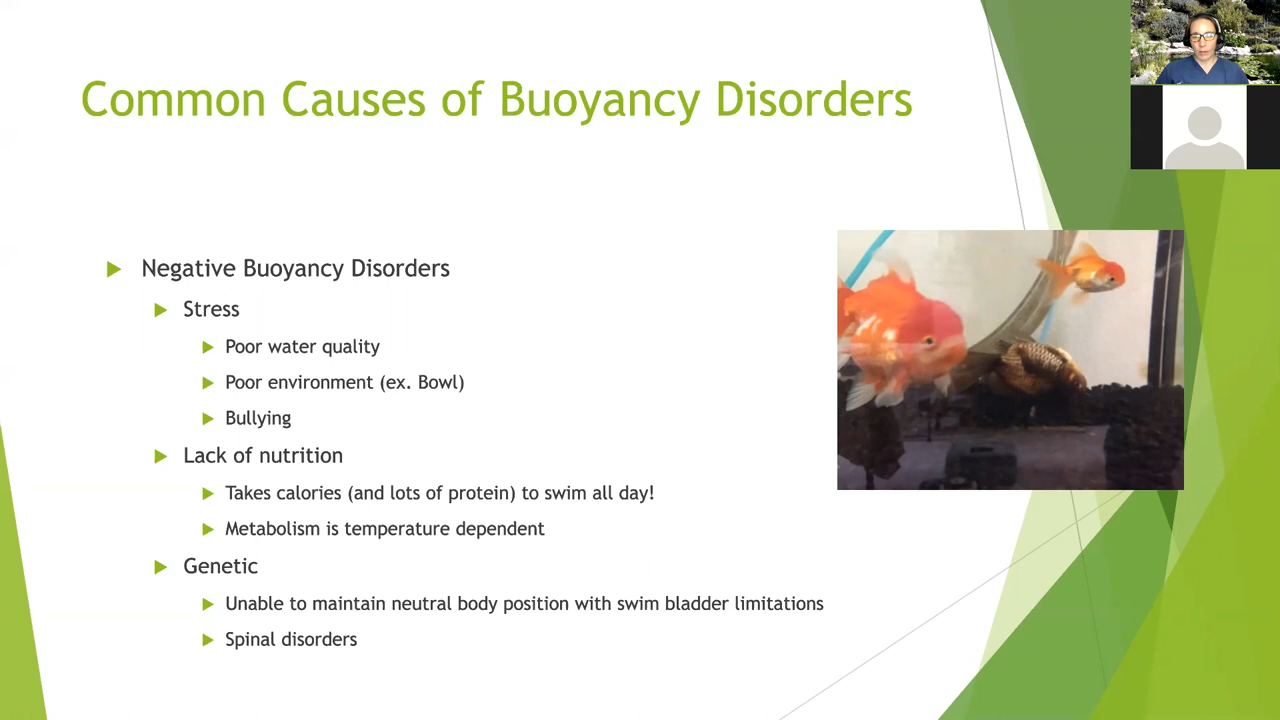 Common Causes of Buoyancy Disorders
Negative Buoyancy Disorders
Stress
Poor water quality
Poor environment (ex. Bowl)
Bullying
Lack of nutrition
Takes calories (and lots of protein) to swim all day!
Metabolism is temperature dependent
Genetic
Unable to maintain neutral body position with swim bladder limitations
Spinal disorders